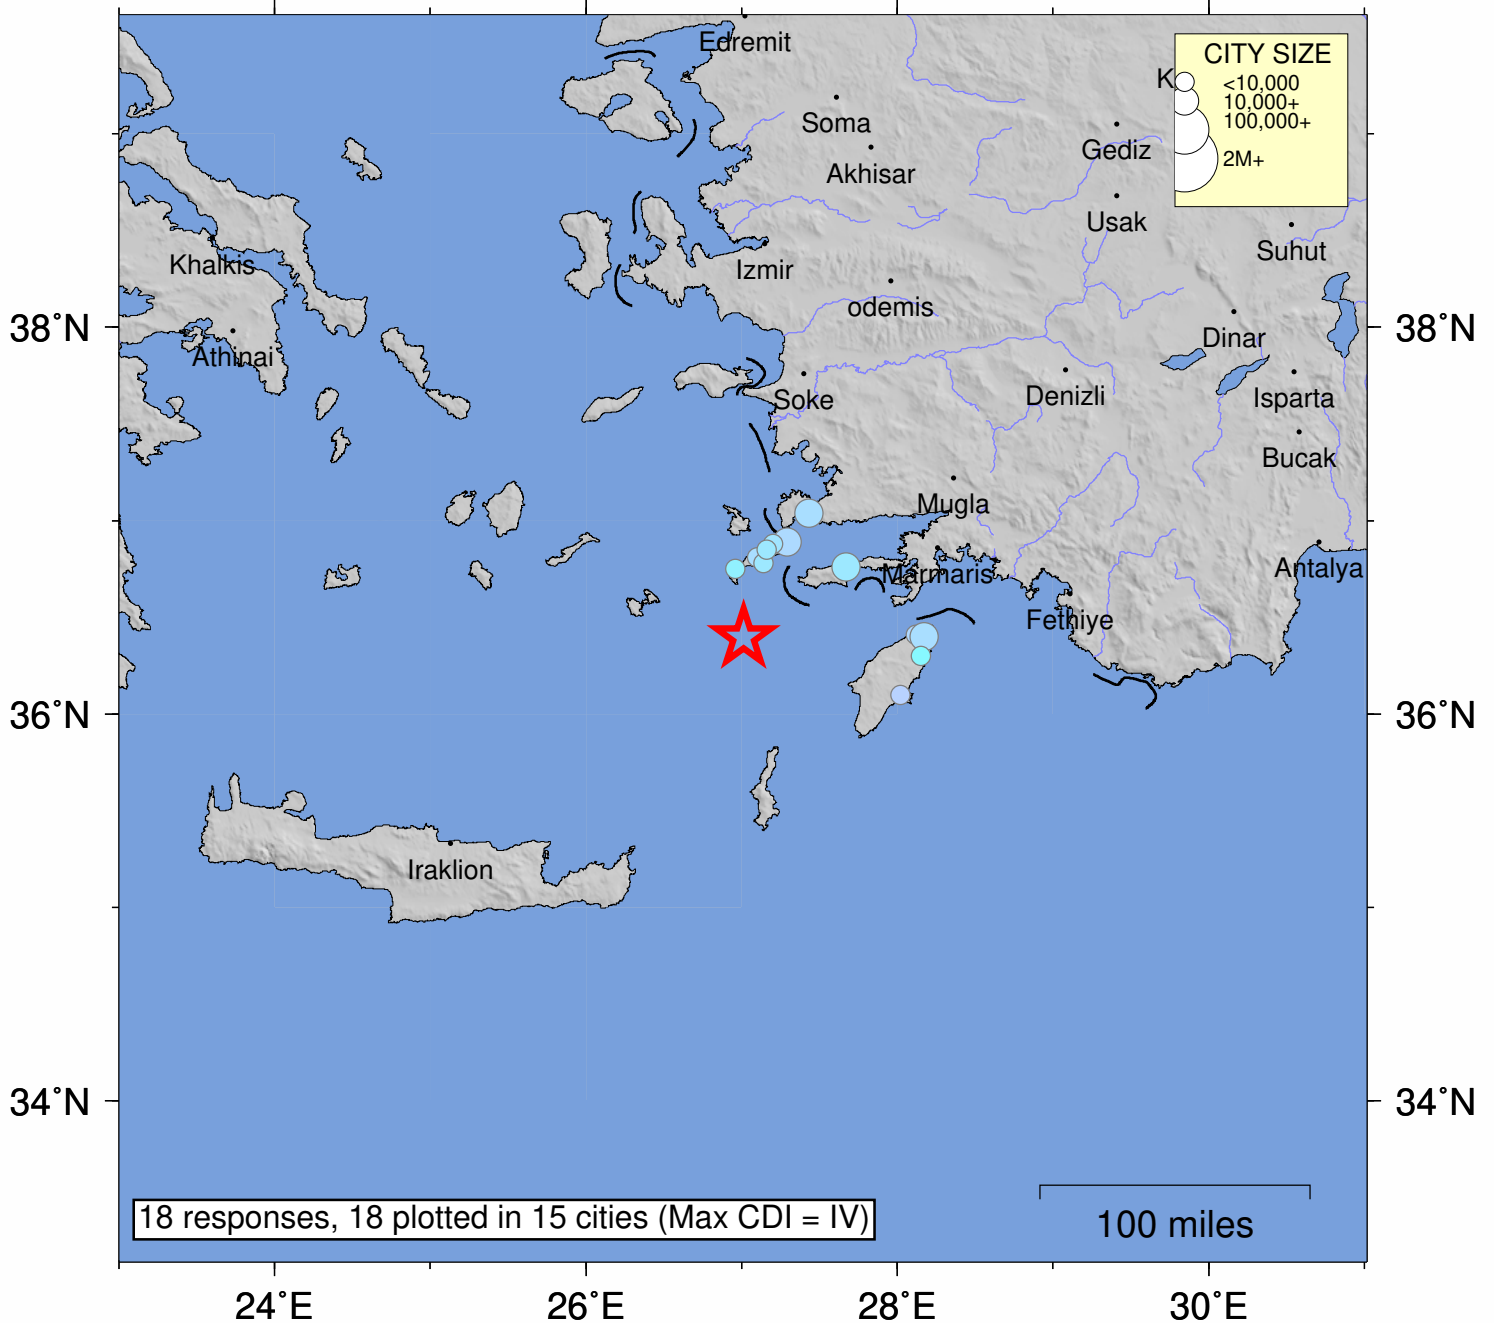 Edremit
CITY SIZE
K
<10,000
10,000+
100,000+
2M+
Soma
Gediz
Akhisar
Usak
Suhut
Khalkis
Izmir
odemis
38˚N
38˚N
Dinar
Athinai
Soke
Denizli
Isparta
Bucak
Mugla
Marmaris
Antalya
Fethiye
36˚N
36˚N
Iraklion
34˚N
34˚N
18 responses, 18 plotted in 15 cities (Max CDI = IV)
100 miles
24˚E
26˚E
28˚E
30˚E